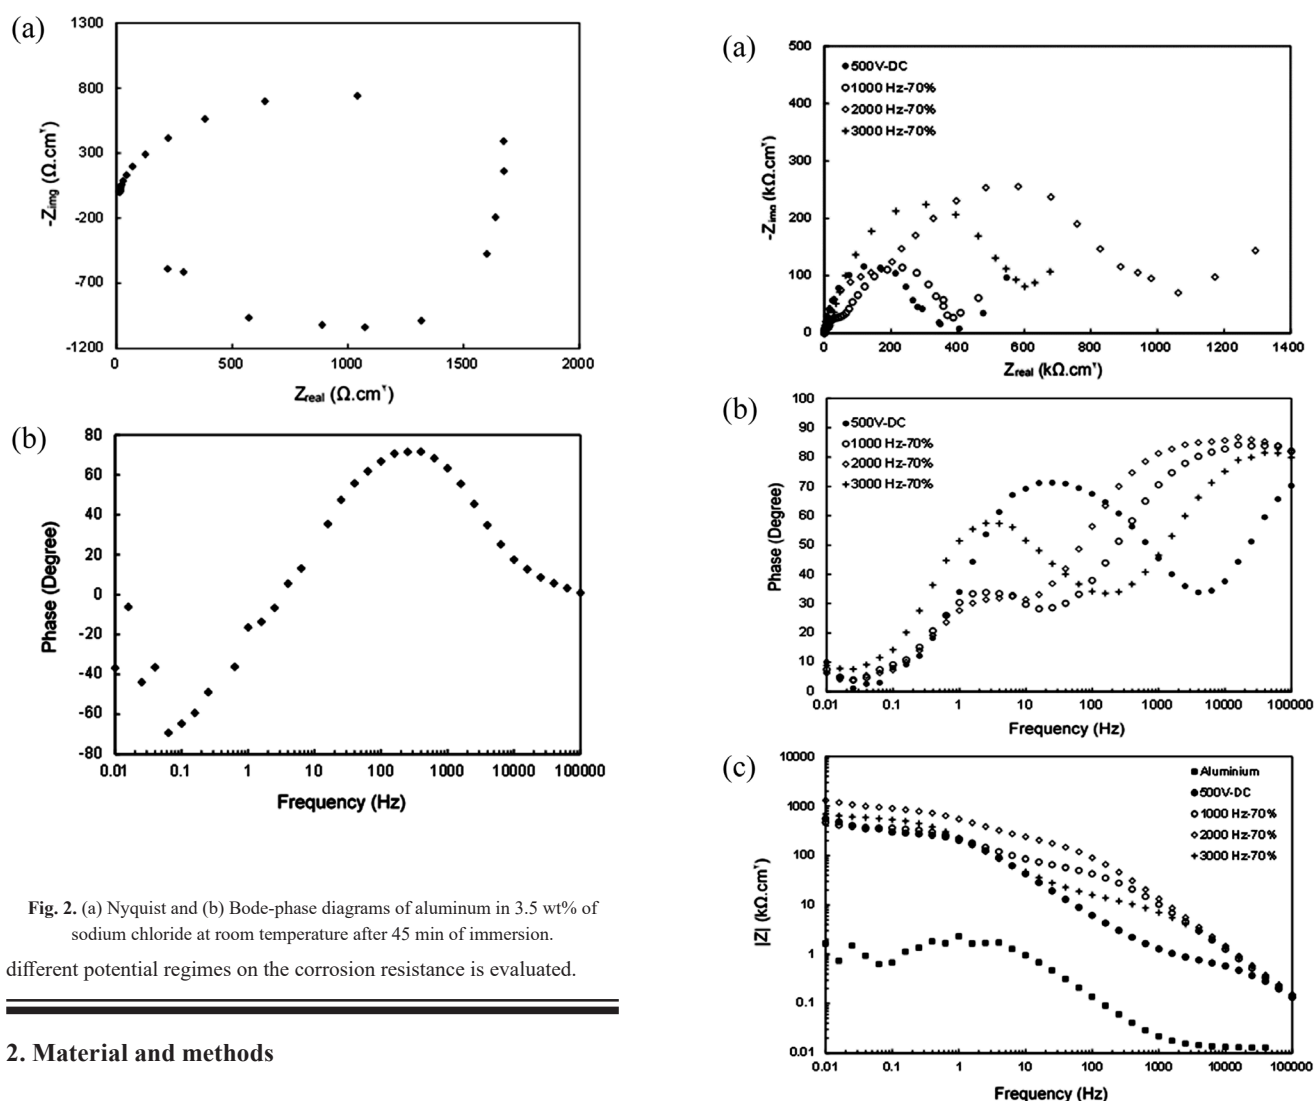 (a)
1300
800
300
-200
-700
-1200
-Zimg (Ω.cm٢)
0
500
1000
1500
2000
Zreal (Ω.cm٢)
(b)
80
60
40
20
0
-20
-40
-60
-80
Phase (Degree)
0.01
0.1
1
10
100
1000
10000
100000
Frequency (Hz)
Fig. 2. (a) Nyquist and (b) Bode-phase diagrams of aluminum in 3.5 wt% of
sodium chloride at room temperature after 45 min of immersion.
different potential regimes on the corrosion resistance is evaluated.
2. Material and methods
(a)
500
400
300
200
100
0
-Zimg (kΩ.cm٢)
500V-DC
1000 Hz-70%
2000 Hz-70%
3000 Hz-70%
0
200
400
600
800
1000
1200
1400
Zreal (kΩ.cm٢)
(b)
100
90
80
70
60
50
40
30
20
10
0
Phase (Degree)
500V-DC
1000 Hz-70%
2000 Hz-70%
3000 Hz-70%
0.01
0.1
1
10
100
1000
10000
100000
Frequency (Hz)
(c)
10000
1000
100
10
1
0.1
0.01
|Z| (kΩ.cm٢)
Aluminium
500V-DC
1000 Hz-70%
2000 Hz-70%
3000 Hz-70%
0.01
0.1
1
10
100
1000
10000
100000
Frequency (Hz)